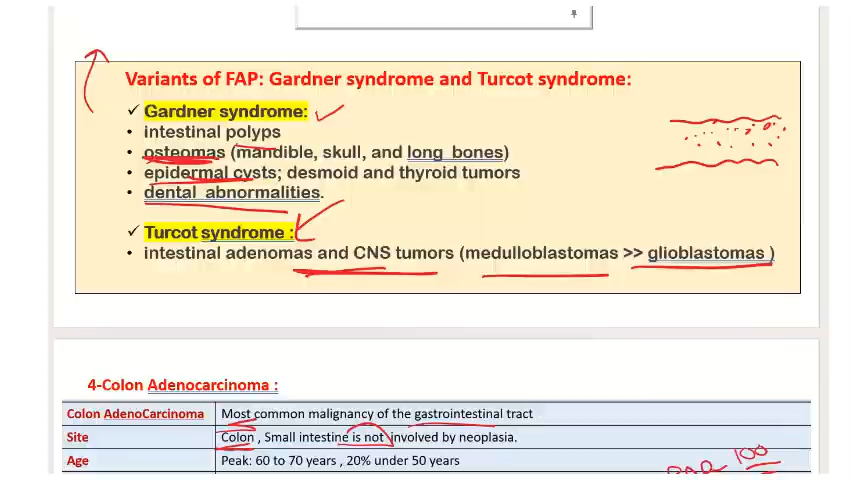 Variants of FAP: Gardner syndrome and Turcot syndrome:
✓ Gardner syndrome:
• intestinal polyps
• osteomas (mandible, skull, and long bones)
• epidermal cysts; desmoid and thyroid tumors
• dental abnormalities.
✓ Turcot syndrome :
• intestinal adenomas and CNS tumors (medulloblastomas >> glioblastomas )
4-Colon Adenocarcinoma :
Colon AdenoCarcinoma Most common malignancy of the gastrointestinal tract
Site Colon , Small intestine is not involved by neoplasia.
Age Peak: 60 to 70 years , 20% under 50 years
100